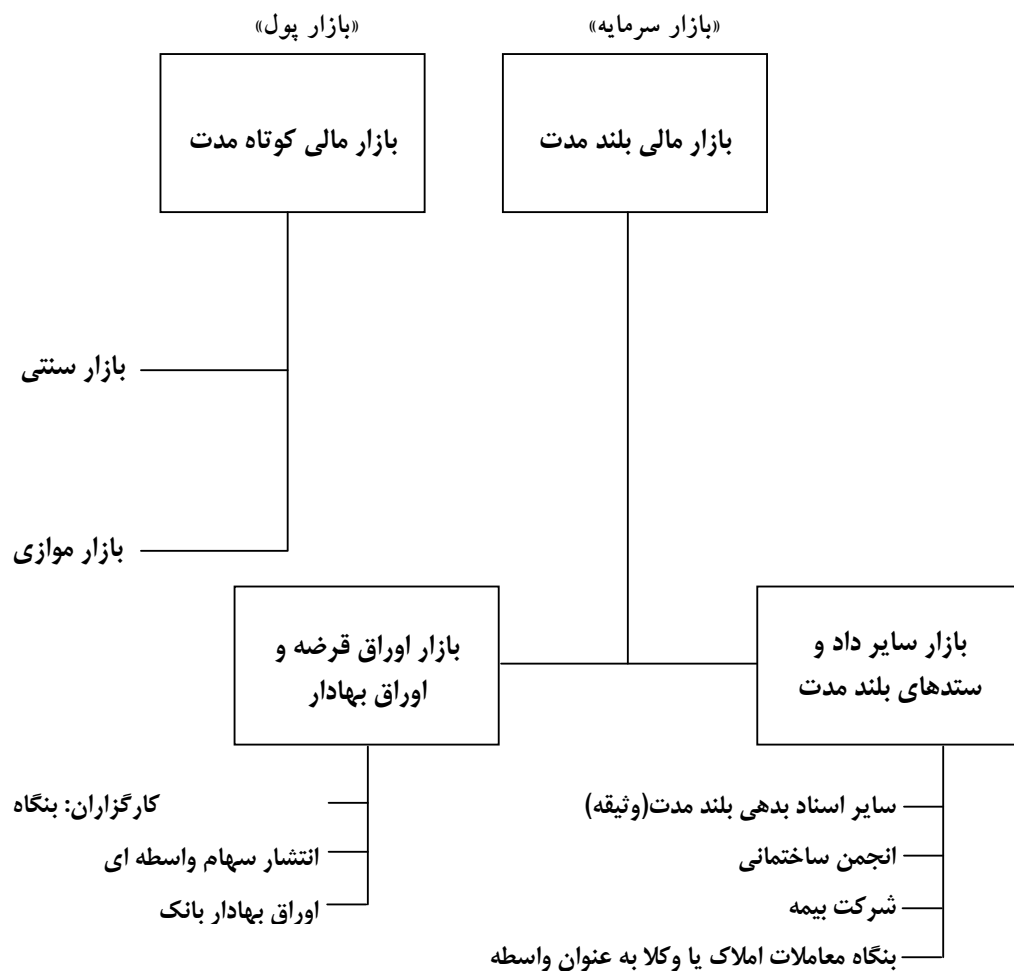 «بازار سرمایه»
«بازار پول»
بازار مالی بلند مدت
بازار مالی کوتاه مدت
بازار سنتی
بازار موازی
بازار سایر داد و
ستدهای بلند مدت
بازار اوراق قرضه و
اوراق بهادار
سایر اسناد بدهی بلند مدت(وثیقه)
انجمن ساختمانی
شرکت بیمه
بنگاه معاملات املاک یا وکلا به عنوان واسطه
کارگزاران: بنگاه
انتشار سهام واسطه ای
اوراق بهادار بانک